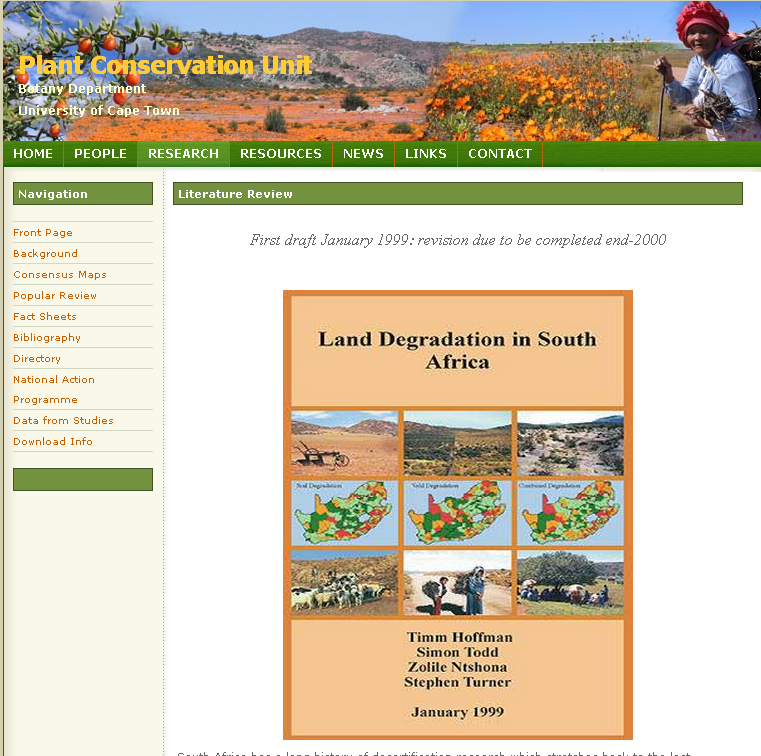 Plant Conservation Unit
Botany Department
University of Cape Town
HOME PEOPLE RESEARCH RESOURCES NEWS LINKS CONTACT
Navigation
Front Page
Background
Consensus Maps
Popular Review
Fact Sheets
Bibliography
Directory
National Action
Programme
Data from Studies
Download Info
Literature Review
First draft January 1999: revision due to be completed end-2000
Land Degradation in South
Africa
Soil Degradation Veld Degradation Combined Degradation
Timm Hoffman
Simon Todd
Zolile Ntshona
Stephen Turner
January 1999
South Africa has a long history of desertification research which stretches back to the last